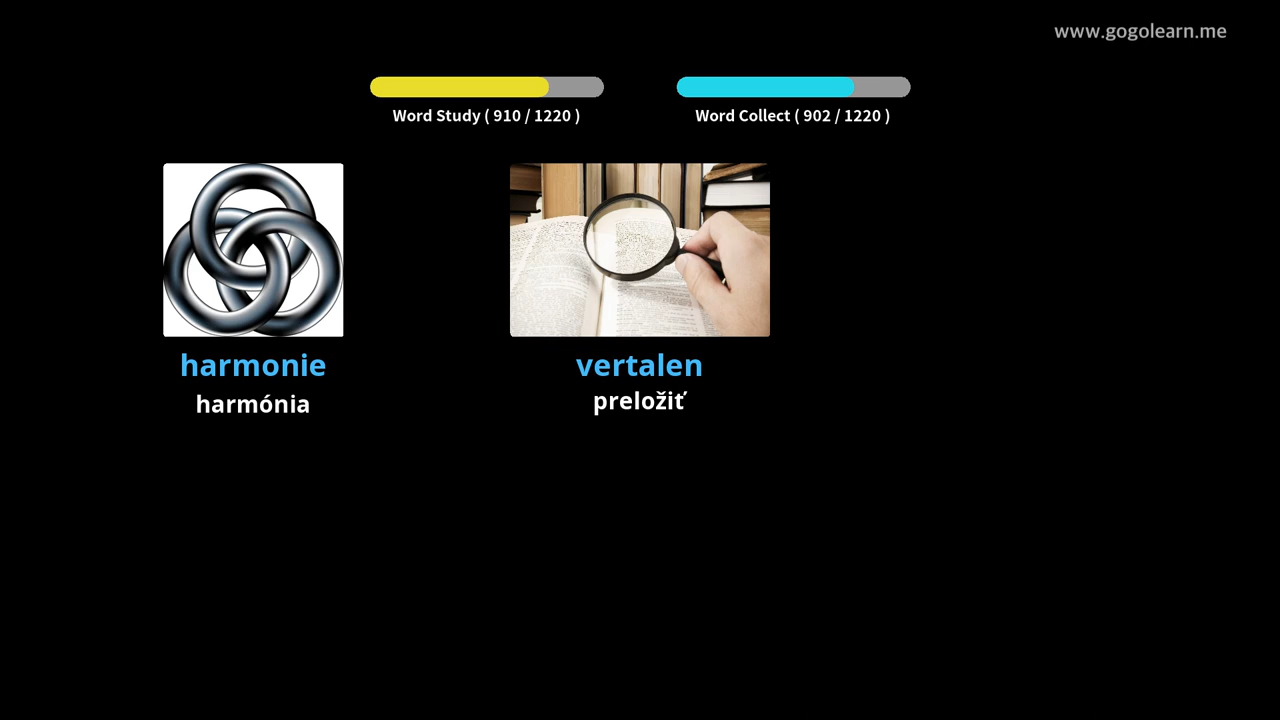 www.gogolearn.me
Word Study ( 910 / 1220 )
Word Collect ( 902 / 1220 )
harmonie
harmónia
vertalen
preložiť